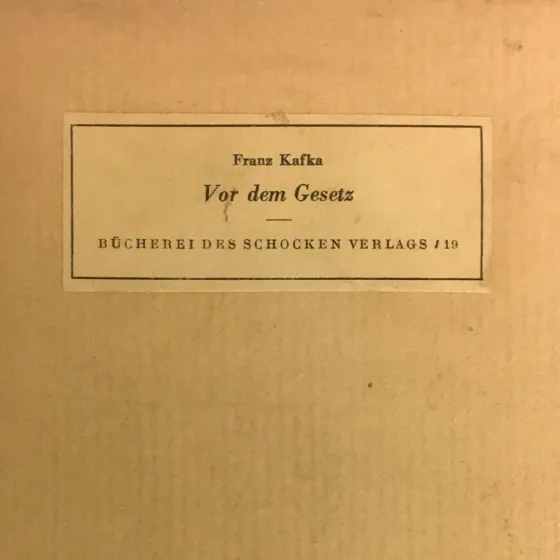 Franz Kafka
Vor dem Gesetz
BÜCHEREI DES SCHOCKEN VERLAGS / 19